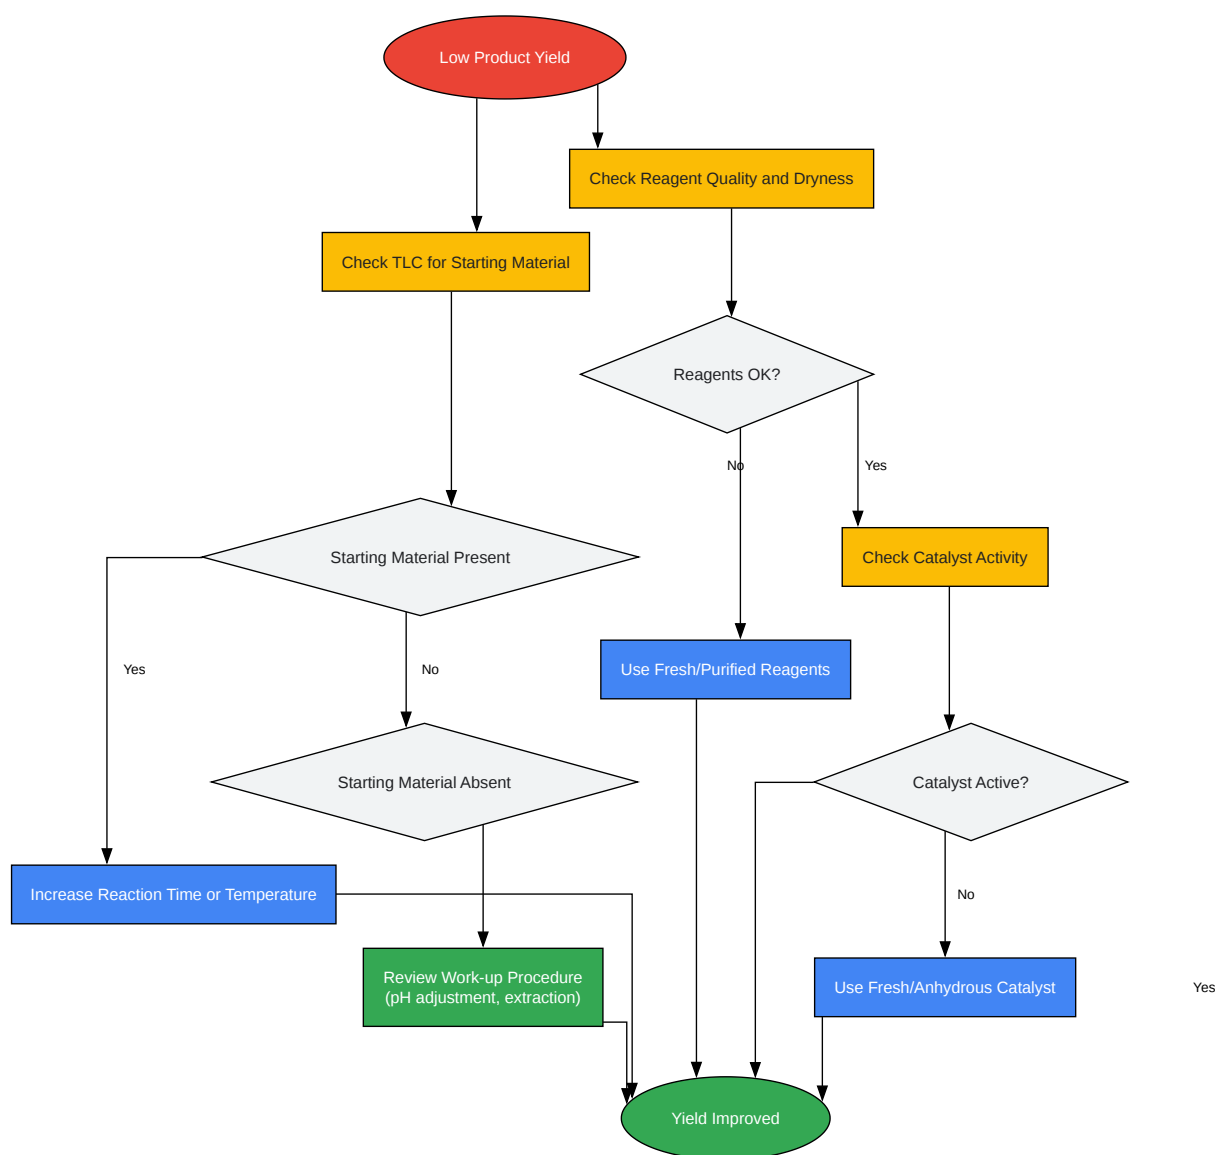 Low Product Yield
Check Reagent Quality and Dryness
Check TLC for Starting Material
Reagents OK?
No
Yes
Starting Material Present
Check Catalyst Activity
Yes
No
Use Fresh/Purified Reagents
Starting Material Absent
Catalyst Active?
Increase Reaction Time or Temperature
No
Review Work-up Procedure
(pH adjustment, extraction)
Use Fresh/Anhydrous Catalyst
Yes
Yield Improved